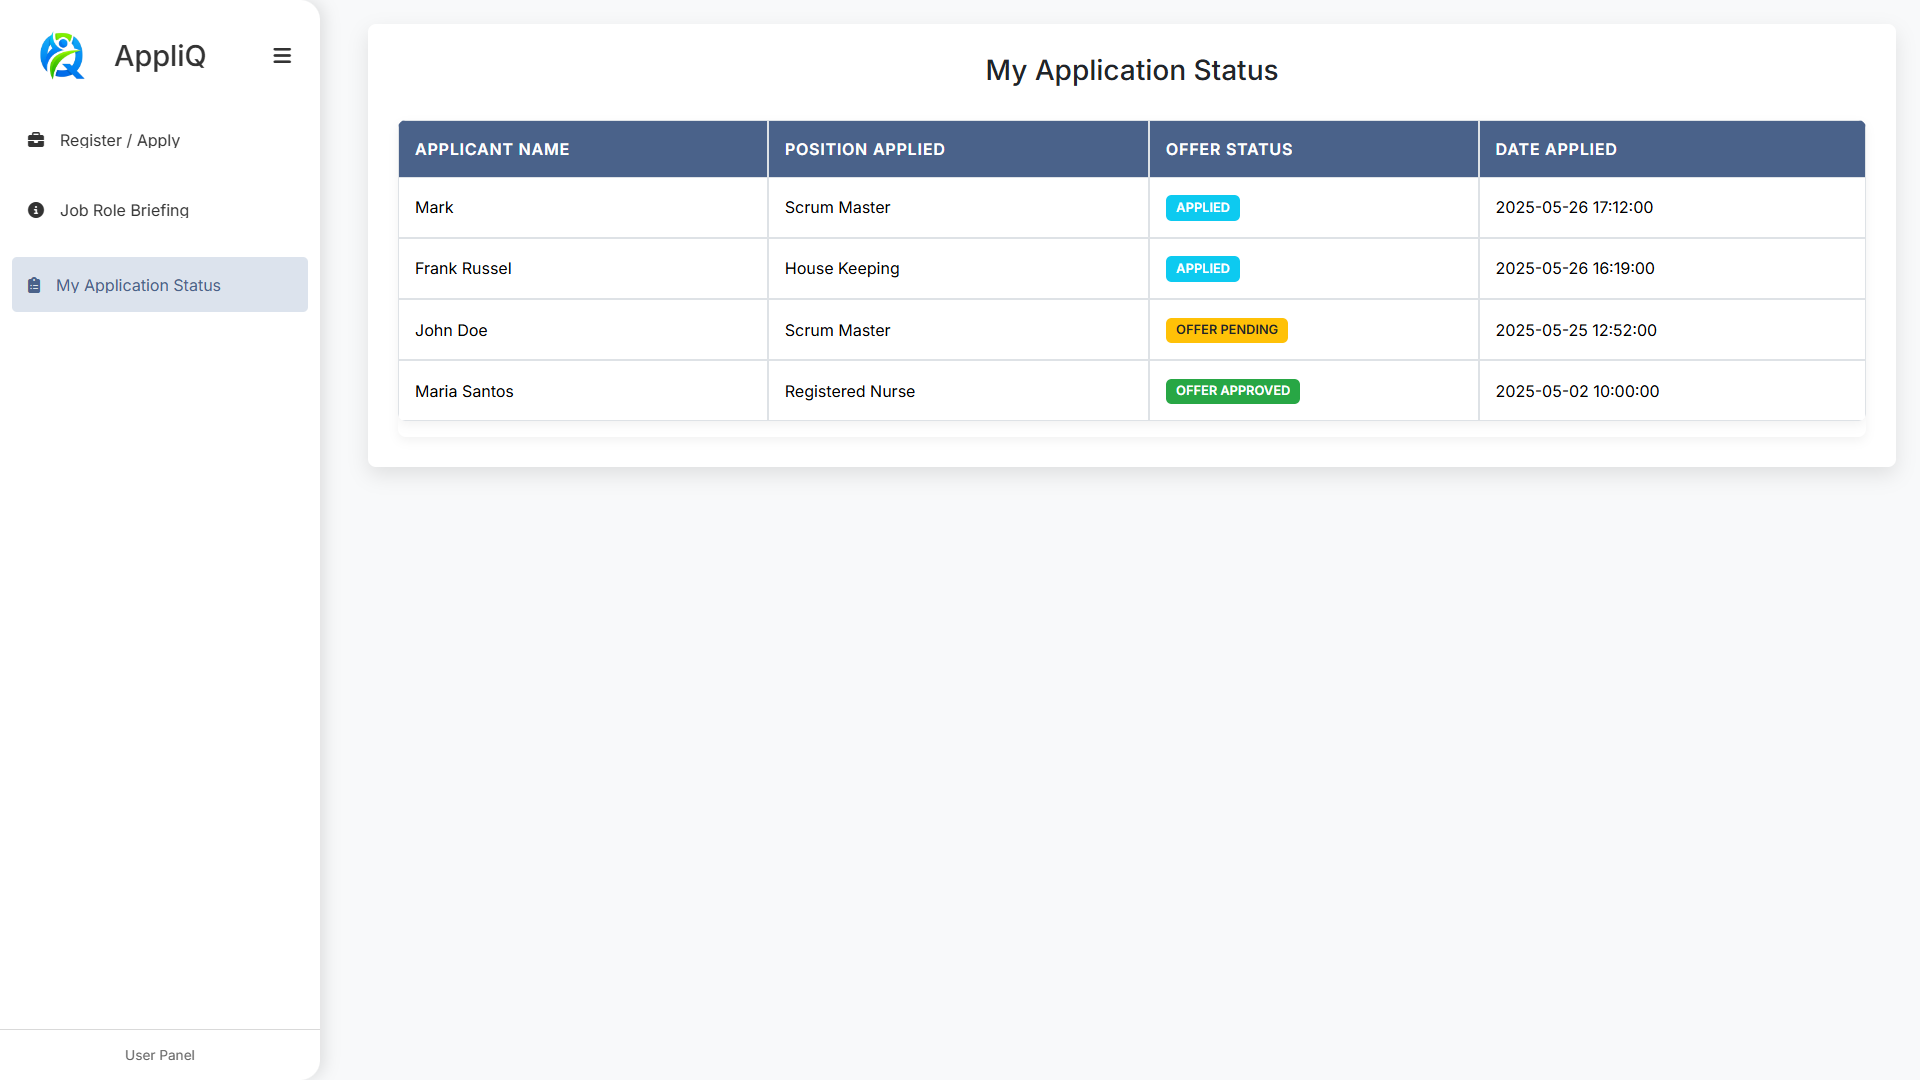 AppliQ
Register / Apply
Job Role Briefing
My Application Status
User Panel
My Application Status
APPLICANT NAME POSITION APPLIED OFFER STATUS DATE APPLIED
Mark Scrum Master APPLIED 2025-05-26 17:12:00
Frank Russel House Keeping APPLIED 2025-05-26 16:19:00
John Doe Scrum Master OFFER PENDING 2025-05-25 12:52:00
Maria Santos Registered Nurse OFFER APPROVED 2025-05-02 10:00:00